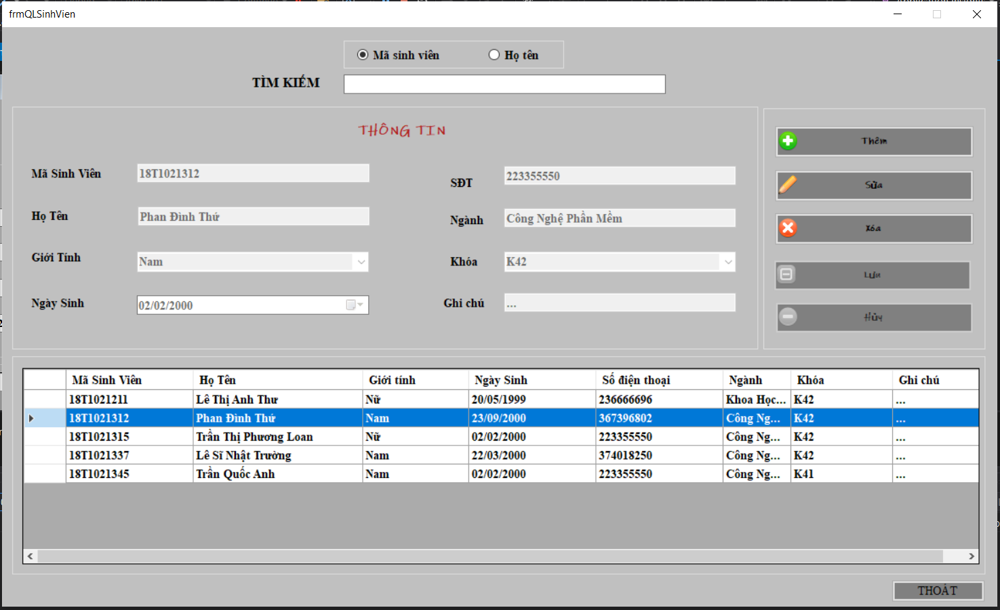 frmQLSinhVien
Mã sinh viên Họ tên
TÌM KIẾM
THÔNG TIN
Mã Sinh Viên 18T1021312
SĐT 223355550
Họ Tên Phan Đình Thứ
Ngành Công Nghệ Phần Mềm
Giới Tính Nam
Khóa K42
Ngày Sinh 02/02/2000
Ghi chú ...
Thêm
Sửa
Xóa
Lưu
Hủy
Mã Sinh Viên Họ Tên Giới tính Ngày Sinh Số điện thoại Ngành Khóa Ghi chú
18T1021211 Lê Thị Anh Thư Nữ 20/05/1999 236666696 Khoa Học... K42 ...
18T1021312 Phan Đình Thứ Nam 23/09/2000 367396802 Công Ng... K42 ...
18T1021315 Trần Thị Phương Loan Nữ 02/02/2000 223355550 Công Ng... K42 ...
18T1021337 Lê Sĩ Nhật Trường Nam 22/03/2000 374018250 Công Ng... K42 ...
18T1021345 Trần Quốc Anh Nam 02/02/2000 223355550 Công Ng... K41 ...
THOÁT